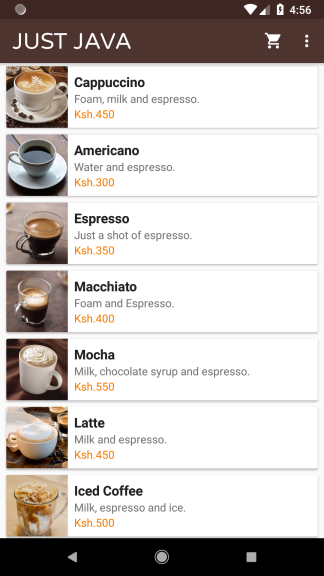 4:56
JUST JAVA
Cappuccino
Foam, milk and espresso.
Ksh.450
Americano
Water and espresso.
Ksh.300
Espresso
Just a shot of espresso.
Ksh.350
Macchiato
Foam and Espresso.
Ksh.400
Mocha
Milk, chocolate syrup and espresso.
Ksh.550
Latte
Milk and espresso.
Ksh.450
Iced Coffee
Milk, espresso and ice.
Ksh.500